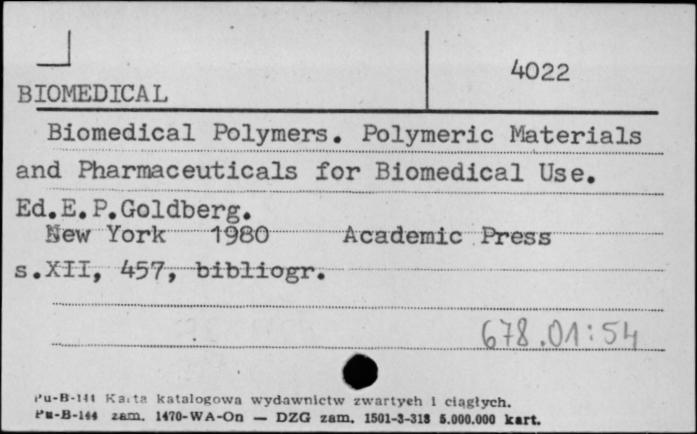 4022
BIOMEDICAL
Biomedical Polymers. Polymeric Materials
and Pharmaceuticals for Biomedical Use.
Ed.E.P.Goldberg.
New York 1980 Academic Press
s.XII, 457, bibliogr.
678.01:54
Pu-B-141 Karta katalogowa wydawnictw zwartych i ciągłych.
Pu-B-144 zam. 1470-WA-On — DZG zam. 1501-3-318 5.000.000 kart.